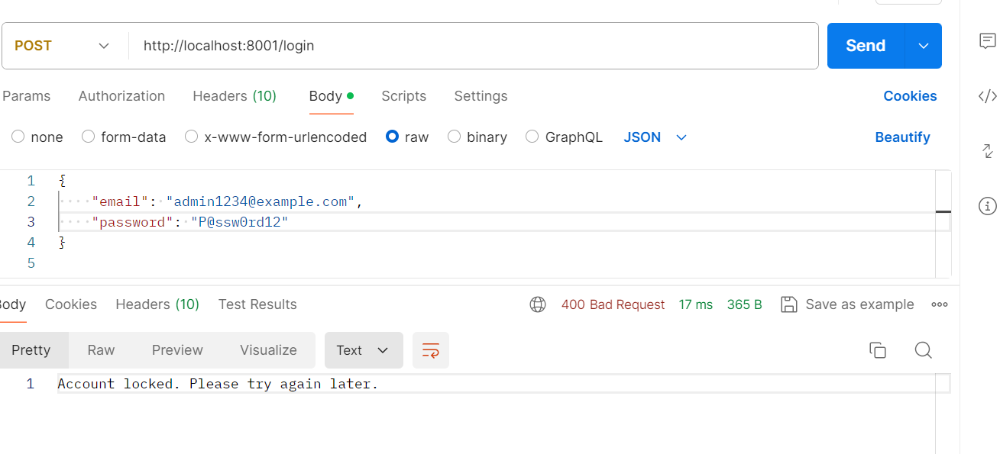 POST http://localhost:8001/login Send
Params Authorization Headers (10) Body Scripts Settings Cookies
none form-data x-www-form-urlencoded raw binary GraphQL JSON Beautify
1 {
2 "email": "admin1234@example.com",
3 "password": "P@ssw0rd12"
4 }
5
Body Cookies Headers (10) Test Results 400 Bad Request 17 ms 365 B Save as example
Pretty Raw Preview Visualize Text
1 Account locked. Please try again later.